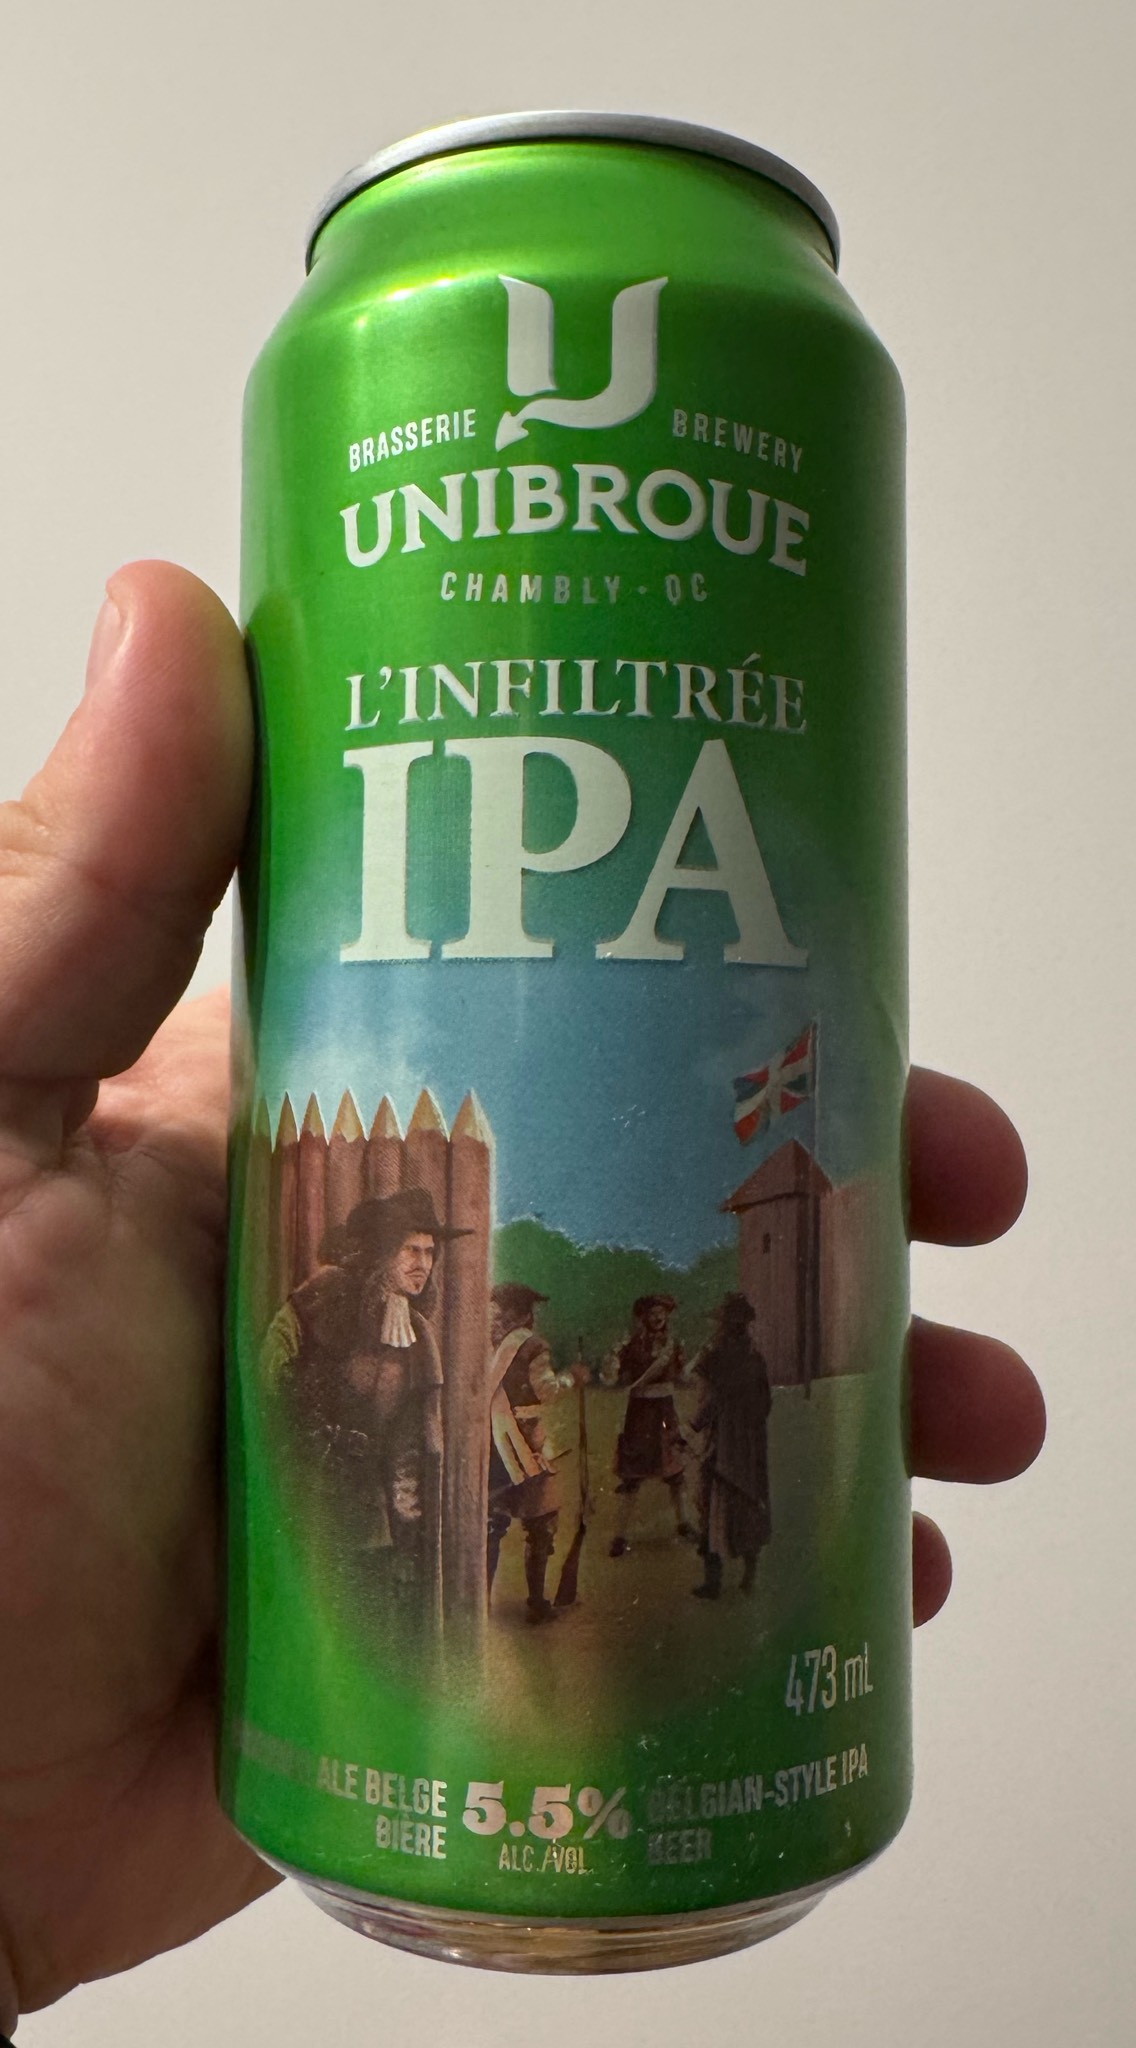 BRASSERIE BREWERY
UNIBROUE
CHAMBLY · QC
L'INFILTRÉE
IPA
473 mL
ALE BELGE 5.5% BELGIAN-STYLE IPA
BIÈRE ALC./VOL. BEER